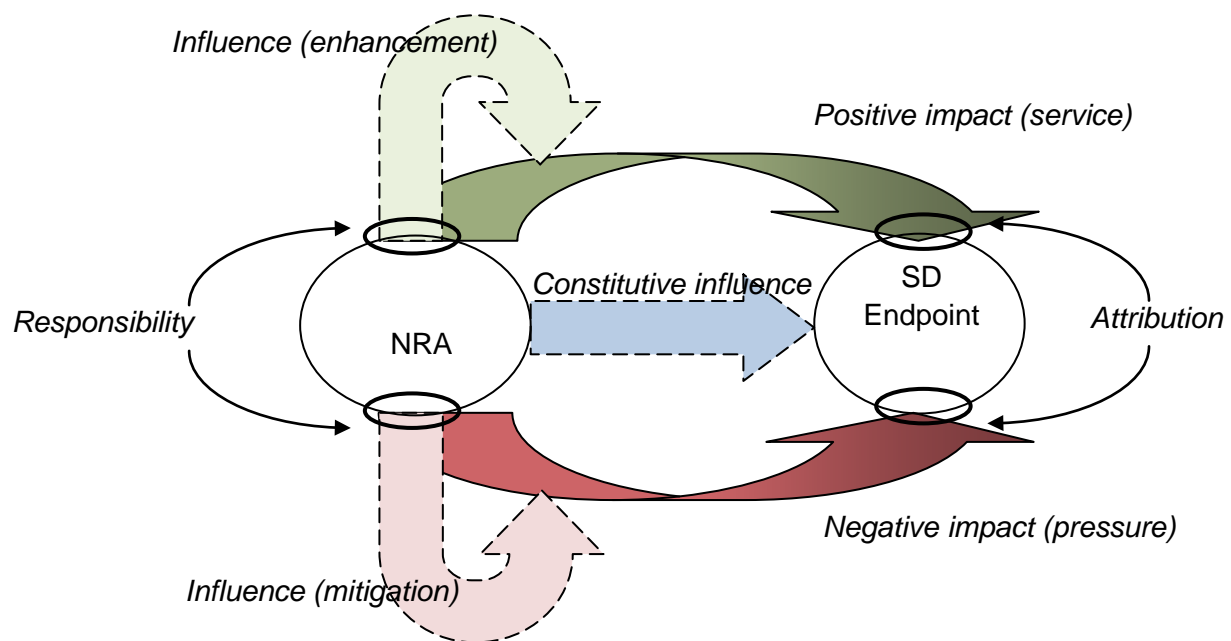 Influence (enhancement)
Positive impact (service)
Constitutive influence
SD
Endpoint
Responsibility
NRA
Attribution
Negative impact (pressure)
Influence (mitigation)